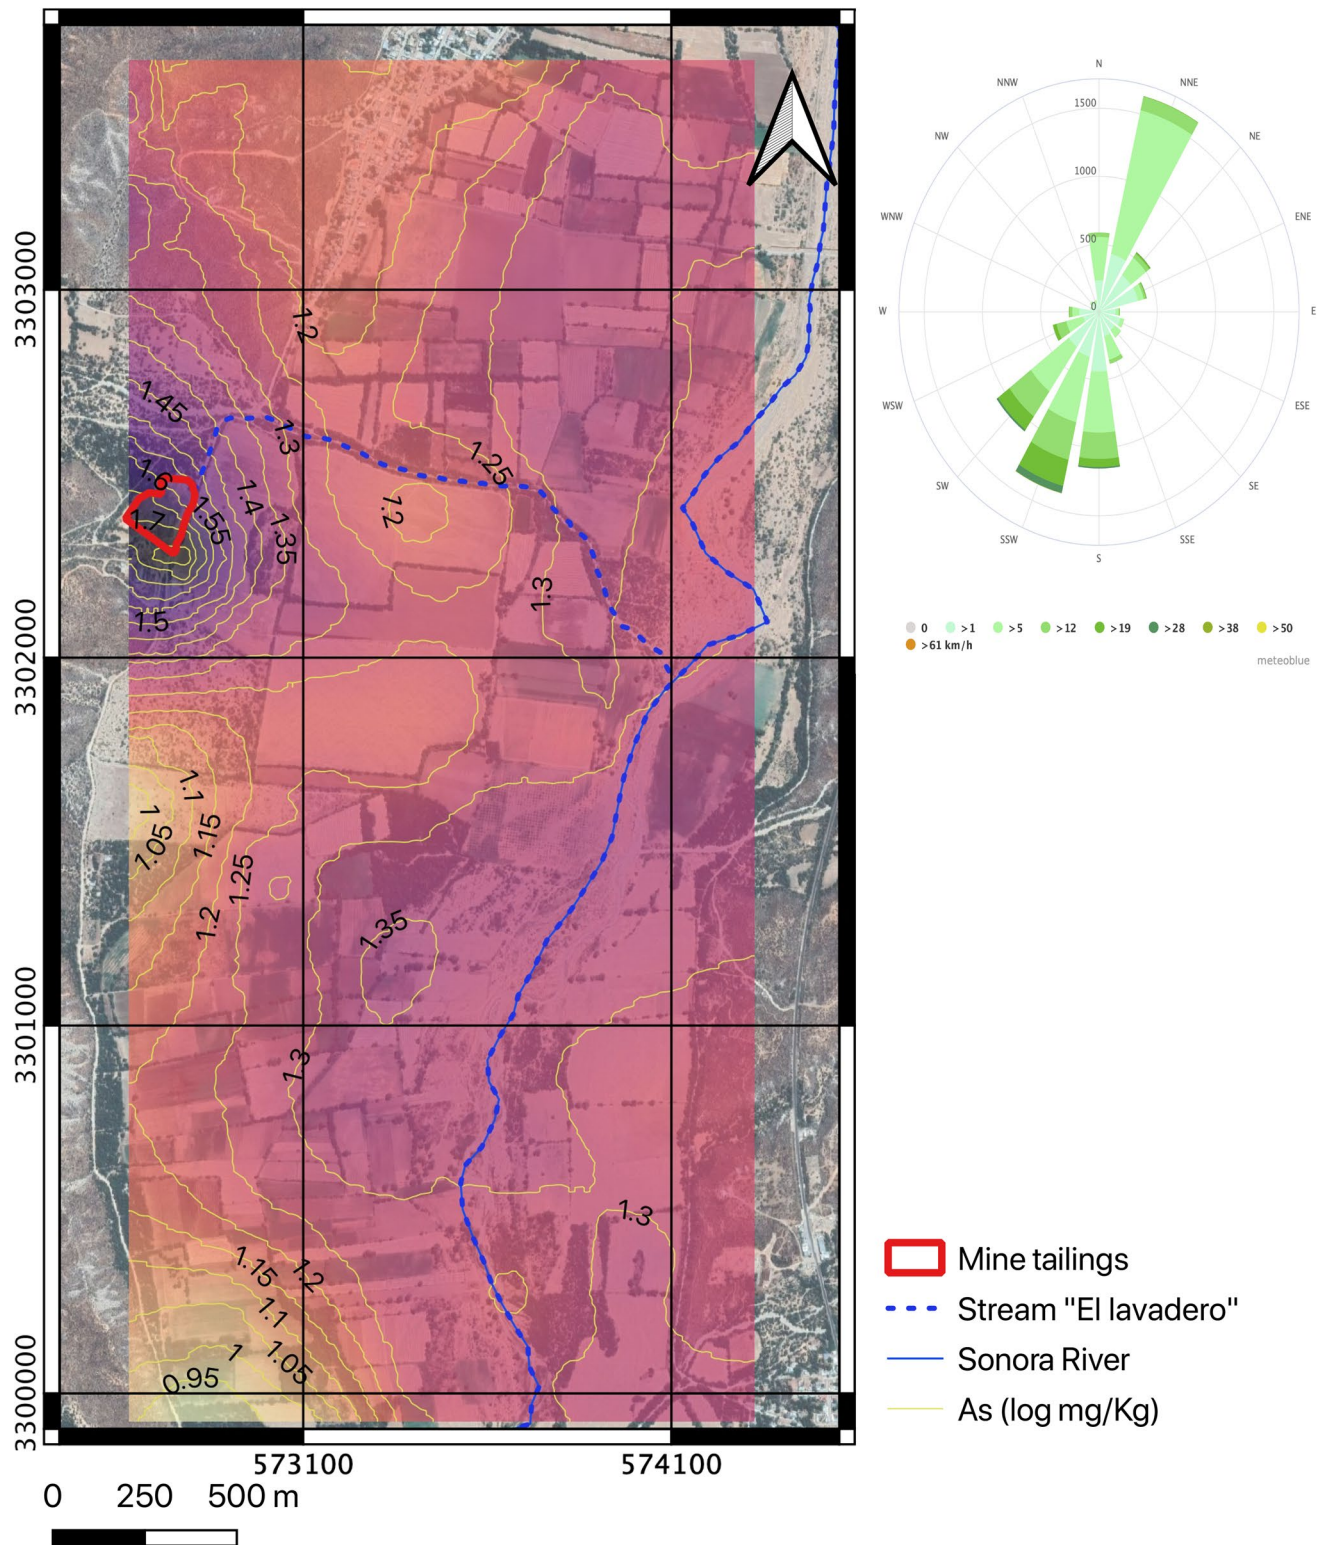 N
NNW
NNE
1500
NW
NE
1000
WNW
ENE
500
3303000
0
W
E
1.2
1.45
WSW
ESE
1.3
1.25
1.6
1.4
SW
SE
1.2
1.7
1.55
1.35
SSW
SSE
S
1.3
1.5
0
>1
>5
>12
>19
>28
>38
>50
>61 km/h
3302000
meteoblue
1.1
1
1.15
1.05
1.25
1.2
1.35
3301000
1.3
1.3
1.15
1.2
1.1
1
1.05
0.95
3300000
Mine tailings
Stream "El lavadero"
Sonora River
As (log mg/Kg)
573100
574100
0
250
500 m